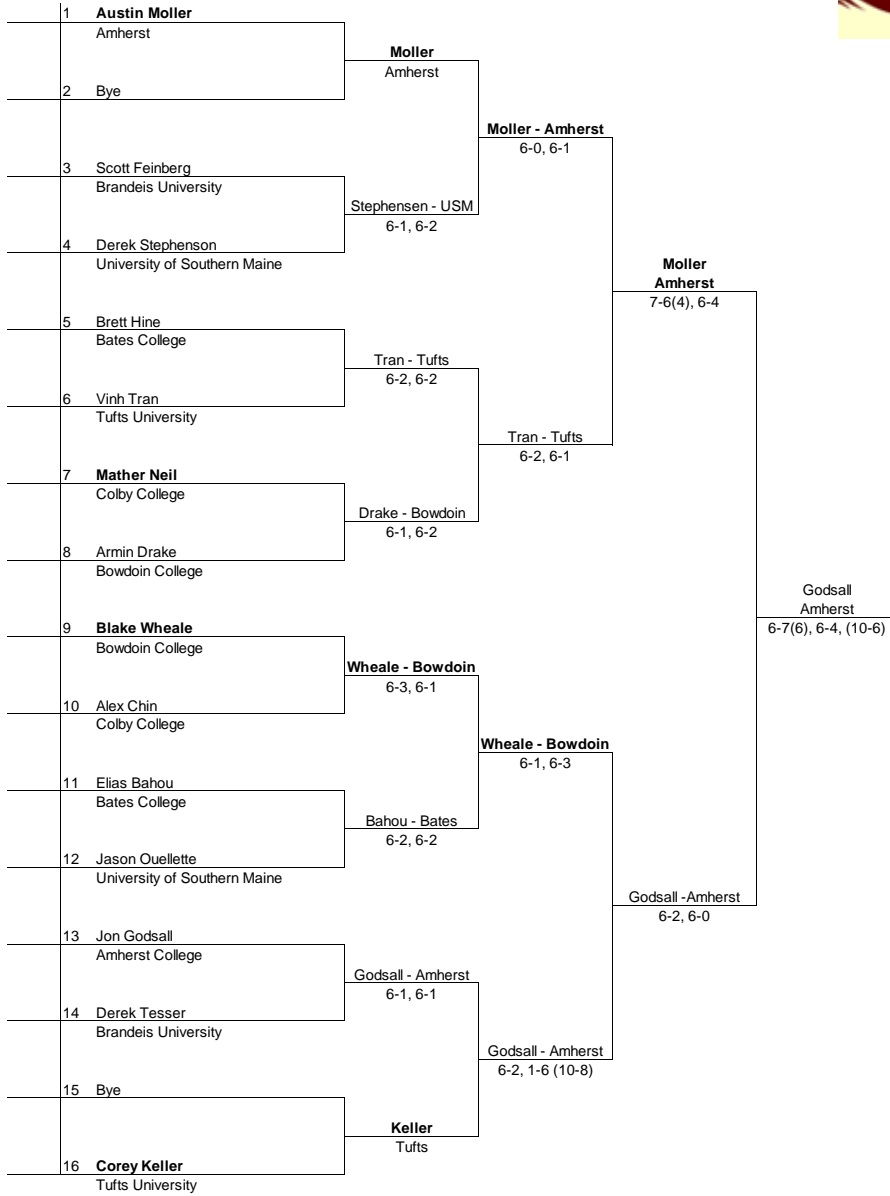 1 Austin Moller
Amherst
Moller
Amherst
2 Bye
Moller - Amherst
6-0, 6-1
3 Scott Feinberg
Brandeis University
Stephensen - USM
6-1, 6-2
4 Derek Stephenson
University of Southern Maine
Moller
Amherst
7-6(4), 6-4
5 Brett Hine
Bates College
Tran - Tufts
6-2, 6-2
6 Vinh Tran
Tufts University
Tran - Tufts
6-2, 6-1
7 Mather Neil
Colby College
Drake - Bowdoin
6-1, 6-2
8 Armin Drake
Bowdoin College
Godsall
Amherst
6-7(6), 6-4, (10-6)
9 Blake Wheale
Bowdoin College
Wheale - Bowdoin
6-3, 6-1
10 Alex Chin
Colby College
Wheale - Bowdoin
6-1, 6-3
11 Elias Bahou
Bates College
Bahou - Bates
6-2, 6-2
12 Jason Ouellette
University of Southern Maine
Godsall -Amherst
6-2, 6-0
13 Jon Godsall
Amherst College
Godsall - Amherst
6-1, 6-1
14 Derek Tesser
Brandeis University
Godsall - Amherst
6-2, 1-6 (10-8)
15 Bye
Keller
Tufts
16 Corey Keller
Tufts University